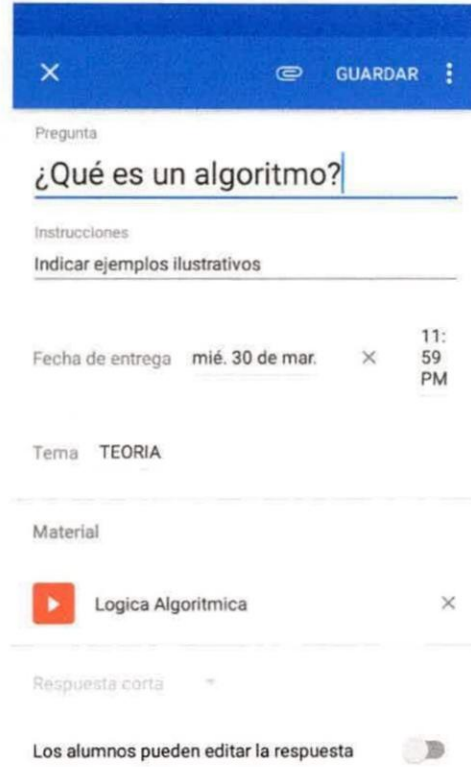 GUARDAR
Pregunta
¿Qué es un algoritmo?
Instrucciones
Indicar ejemplos ilustrativos
Fecha de entrega mié. 30 de mar.
11:
59
PM
Tema TEORIA
Material
Logica Algoritmica
Respuesta corta
Los alumnos pueden editar la respuesta